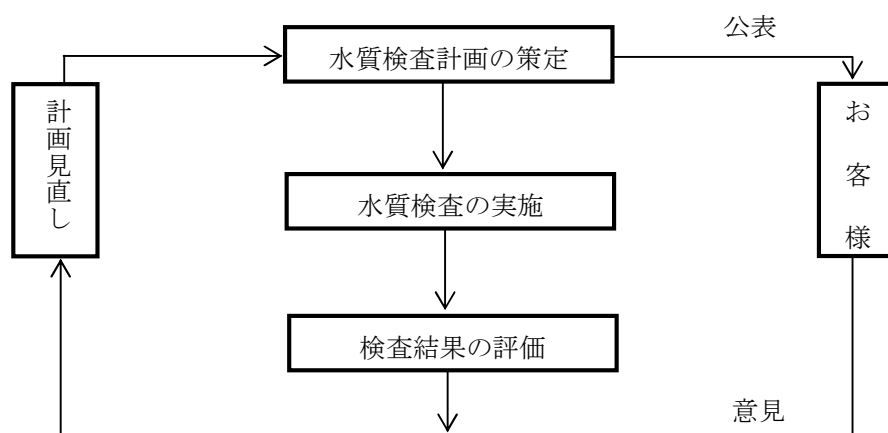 公表
水質検査計画の策定
計画見直し
お客様
水質検査の実施
検査結果の評価
意見